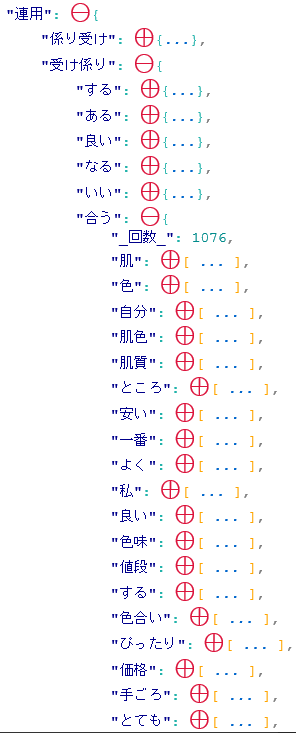 "連用": ⊖{
"係り受け": ⊕{...},
"受け係り": ⊖{
"する": ⊕{...},
"ある": ⊕{...},
"良い": ⊕{...},
"なる": ⊕{...},
"いい": ⊕{...},
"合う": ⊖{
"_回数_": 1076,
"肌": ⊕[ ... ],
"色": ⊕[ ... ],
"自分": ⊕[ ... ],
"肌色": ⊕[ ... ],
"肌質": ⊕[ ... ],
"ところ": ⊕[ ... ],
"安い": ⊕[ ... ],
"一番": ⊕[ ... ],
"よく": ⊕[ ... ],
"私": ⊕[ ... ],
"良い": ⊕[ ... ],
"色味": ⊕[ ... ],
"値段": ⊕[ ... ],
"する": ⊕[ ... ],
"色合い": ⊕[ ... ],
"ぴったり": ⊕[ ... ],
"価格": ⊕[ ... ],
"手ごろ": ⊕[ ... ],
"とても": ⊕[ ... ],